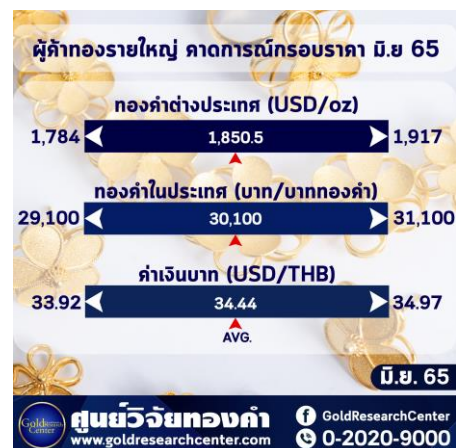 ผู้ค้าทองรายใหญ่ คาดการณ์กรอบราคา มิ.ย 65
ทองคำต่างประเทศ (USD/oz)
1,784 1,850.5 1,917
ทองคำในประเทศ (บาท/บาททองคำ)
29,100 30,100 31,100
ค่าเงินบาท (USD/THB)
33.92 34.44 34.97
AVG.
มิ.ย. 65
Gold Research Center
ศูนย์วิจัยทองคำ
www.goldresearchcenter.com
GoldResearchCenter
0-2020-9000